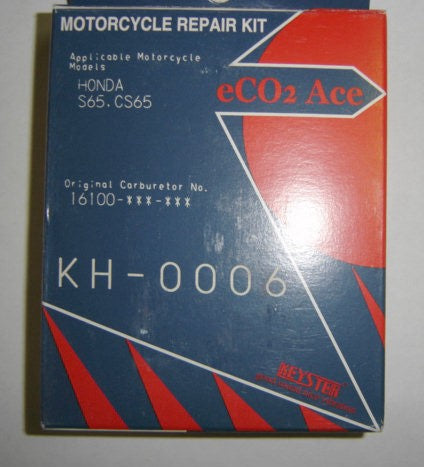 MOTORCYCLE REPAIR KIT
Applicable Motorcycle
Models
HONDA
S65.CS65
eCO2 Ace
Original Carburetor No.
16100-***-***
KH-0006
KEYSTER